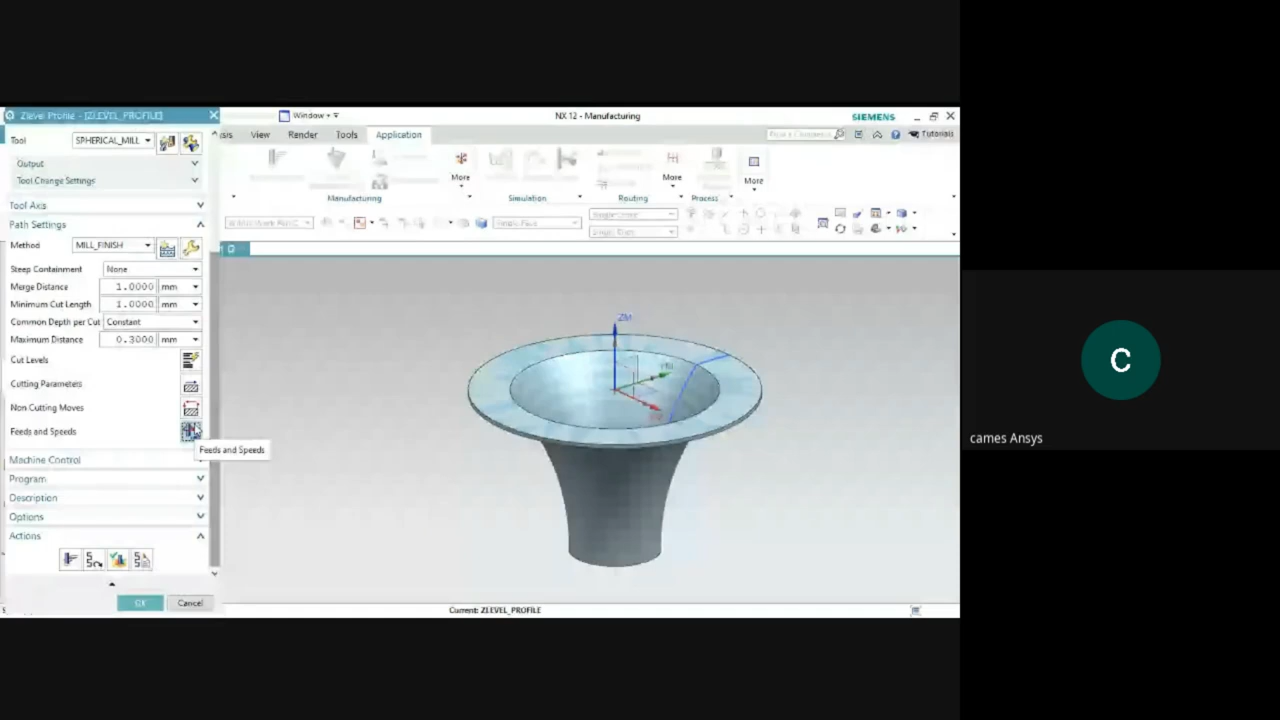 Zlevel Profile - [ZLEVEL_PROFILE]
Window
NX 12 - Manufacturing
SIEMENS
View
Render
Tools
Application
Tutorials
Tool
SPHERICAL_MILL
Output
Tool Change Settings
More
More
More
Manufacturing
Simulation
Routing
Process
Tool Axis
Path Settings
Method
MILL_FINISH
Steep Containment
None
Merge Distance
1.0000
mm
Minimum Cut Length
1.0000
mm
Common Depth per Cut
Constant
Maximum Distance
0.3000
mm
Cut Levels
Cutting Parameters
Non Cutting Moves
Feeds and Speeds
Feeds and Speeds
Machine Control
Program
Description
Options
Actions
OK
Cancel
ZM
Current: ZLEVEL_PROFILE
C
cames Ansys